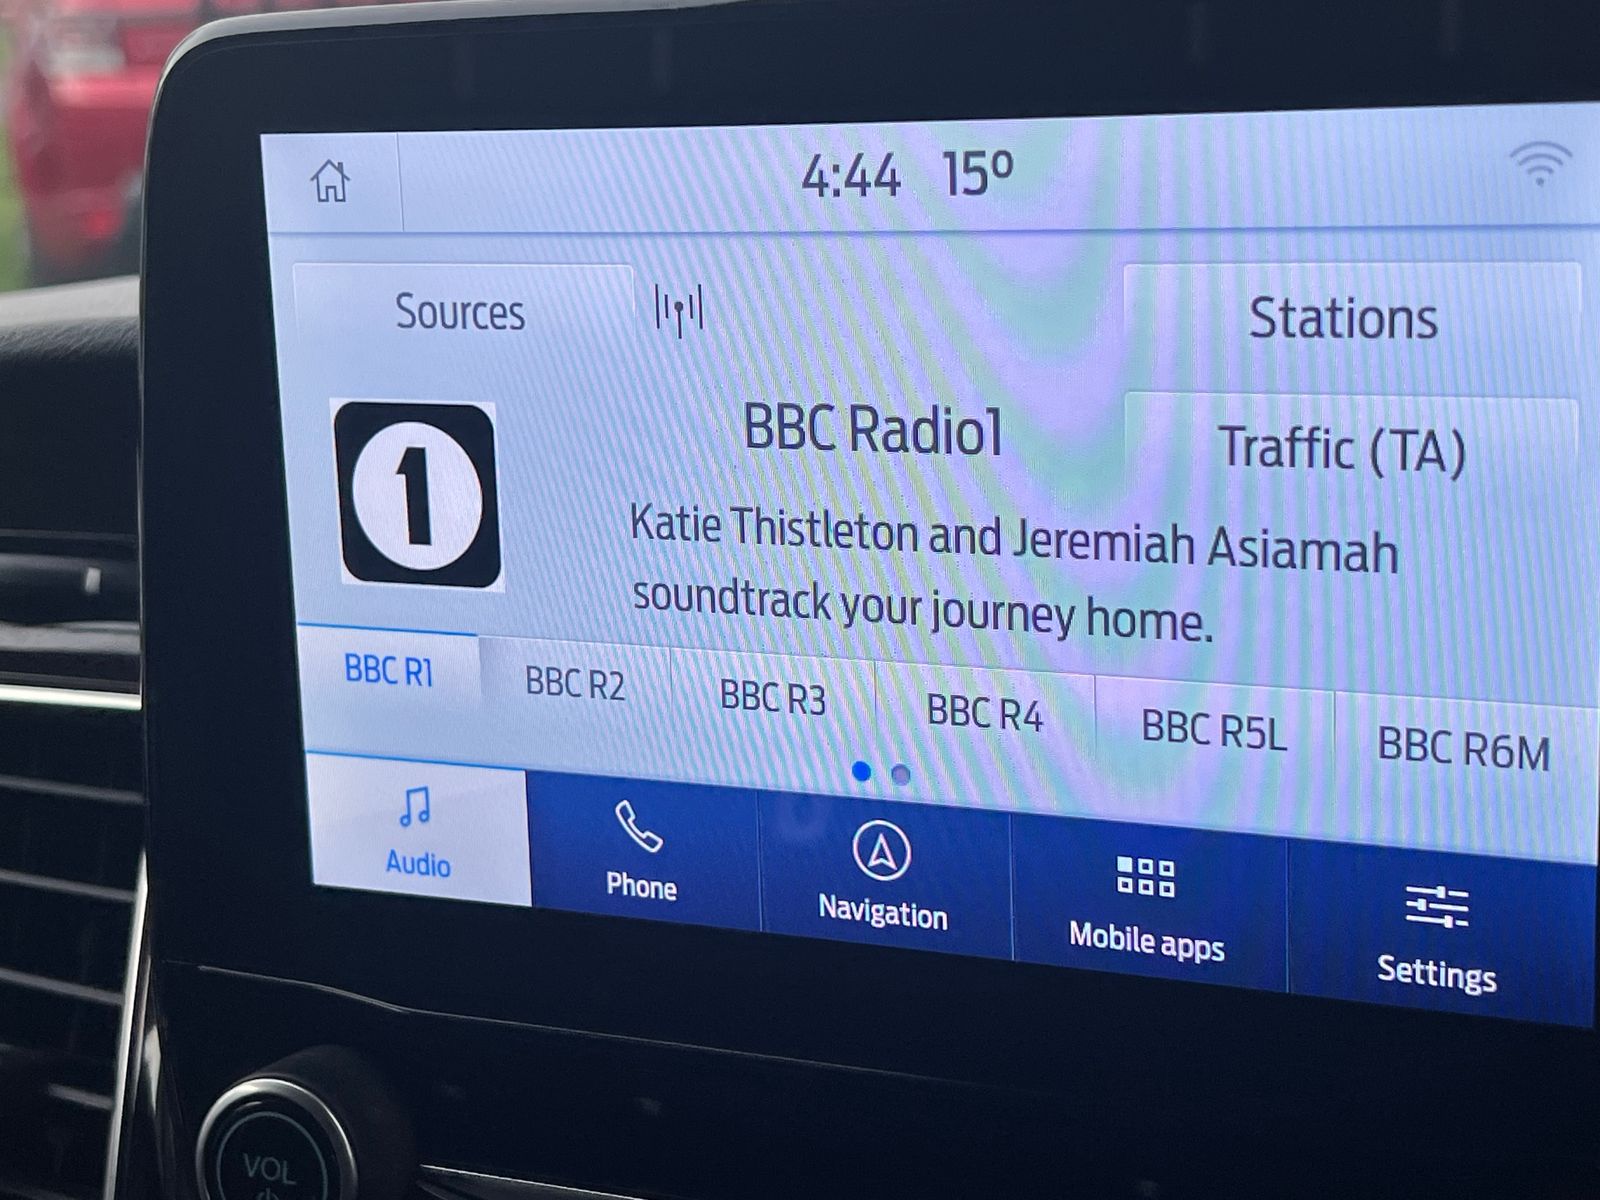 4:44 15º
Sources
Stations
1
BBC Radio1
Traffic (TA)
Katie Thistleton and Jeremiah Asiamah
soundtrack your journey home.
BBC R1 BBC R2 BBC R3 BBC R4 BBC R5L BBC R6M
Audio Phone Navigation Mobile apps Settings
VOL